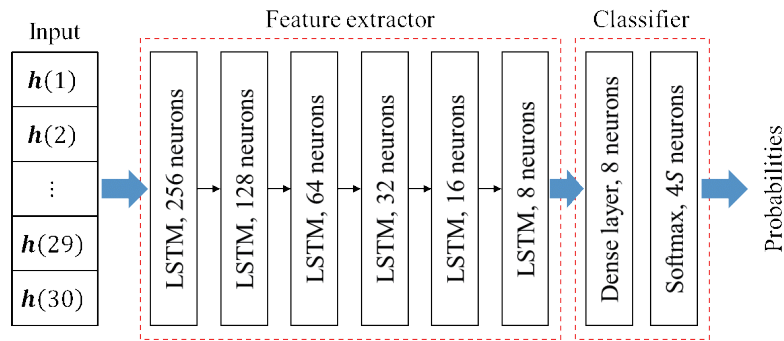 Input
h(1)
h(2)
⋮
h(29)
h(30)
Feature extractor
LSTM, 256 neurons
LSTM, 128 neurons
LSTM, 64 neurons
LSTM, 32 neurons
LSTM, 16 neurons
LSTM, 8 neurons
Classifier
Dense layer, 8 neurons
Softmax, 4S neurons
Probabilities